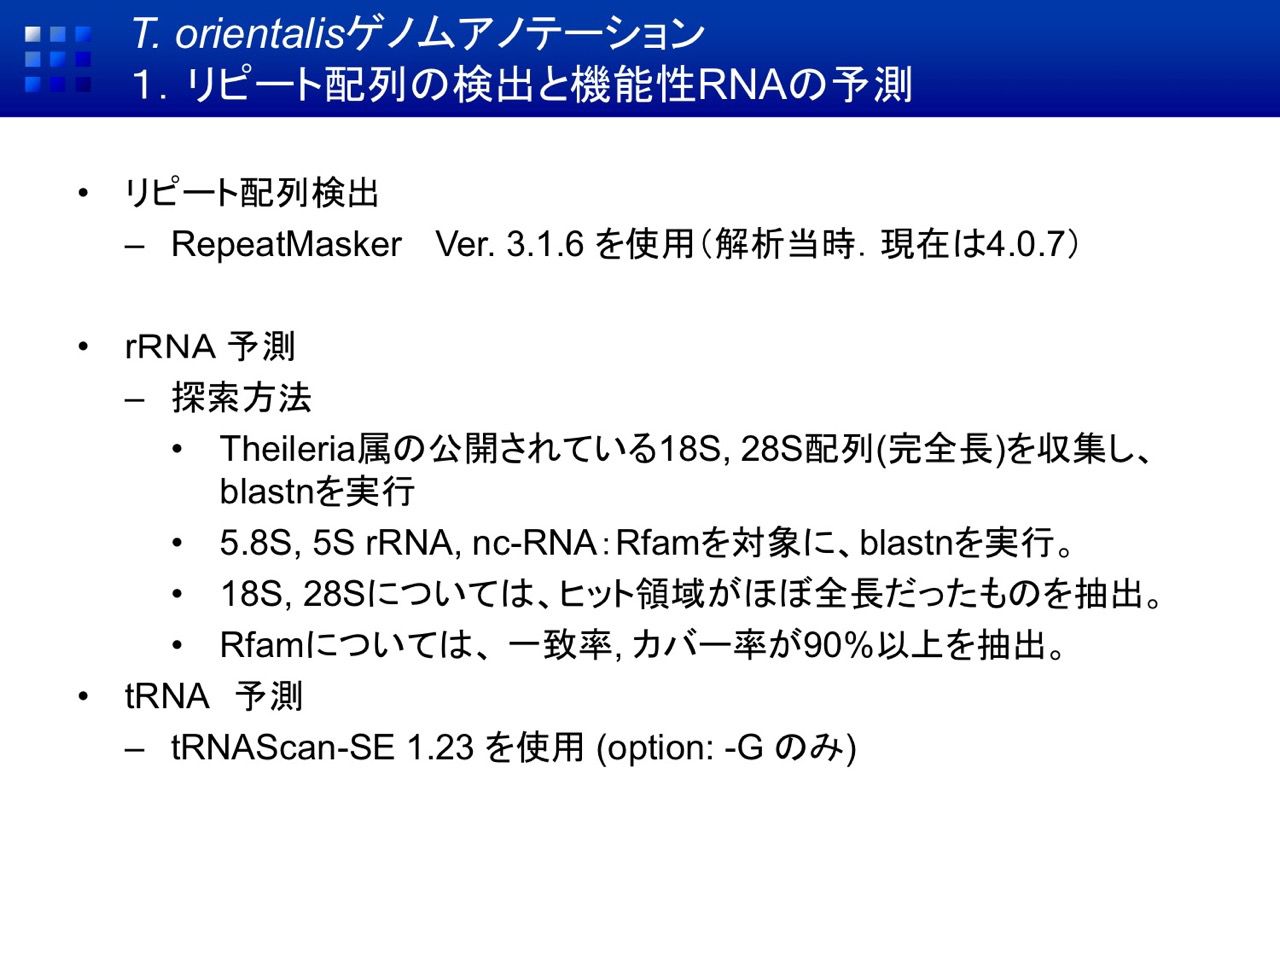 T. orientalisゲノムアノテーション
１．リピート配列の検出と機能性RNAの予測
• リピート配列検出
– RepeatMasker　Ver. 3.1.6 を使用（解析当時．現在は4.0.7）
• rRNA 予測
– 探索方法
• Theileria属の公開されている18S, 28S配列(完全長)を収集し、
blastnを実行
• 5.8S, 5S rRNA, nc-RNA：Rfamを対象に、blastnを実行。
• 18S, 28Sについては、ヒット領域がほぼ全長だったものを抽出。
• Rfamについては、一致率, カバー率が90%以上を抽出。
• tRNA　予測
– tRNAScan-SE 1.23 を使用 (option: -G のみ)